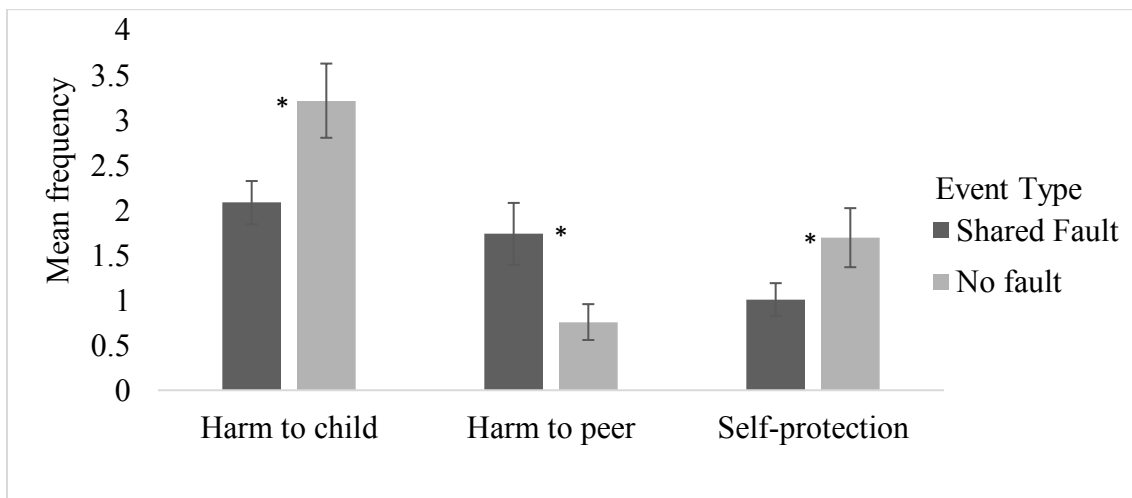 4
3.5
3
2.5
2
1.5
1
0.5
0
Mean frequency
*
*
*
Harm to child
Harm to peer
Self-protection
Event Type
Shared Fault
No fault